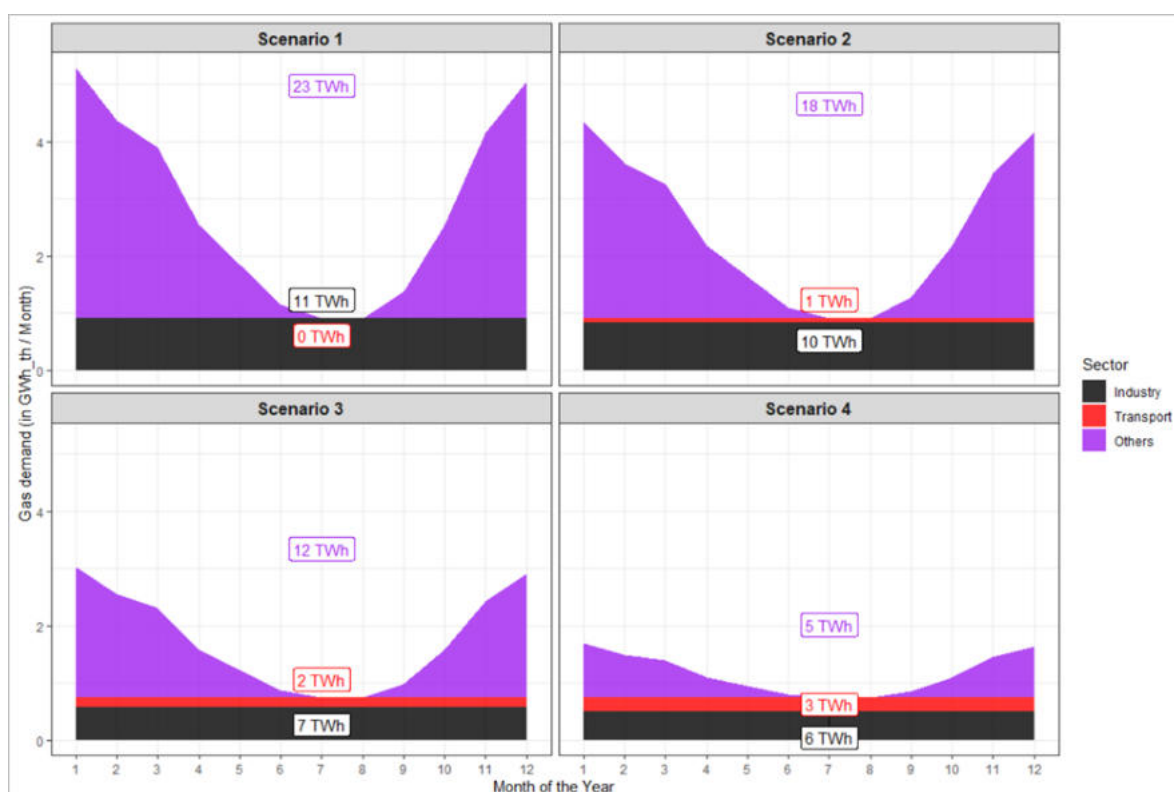 Scenario 1
Scenario 2
23 TWh
18 TWh
11 TWh
0 TWh
1 TWh
10 TWh
4
2
0
Scenario 3
Scenario 4
12 TWh
5 TWh
2 TWh
7 TWh
3 TWh
6 TWh
4
2
0
Gas demand (in GWh_th / Month)
1 2 3 4 5 6 7 8 9 10 11 12
1 2 3 4 5 6 7 8 9 10 11 12
Month of the Year
Sector
Industry
Transport
Others